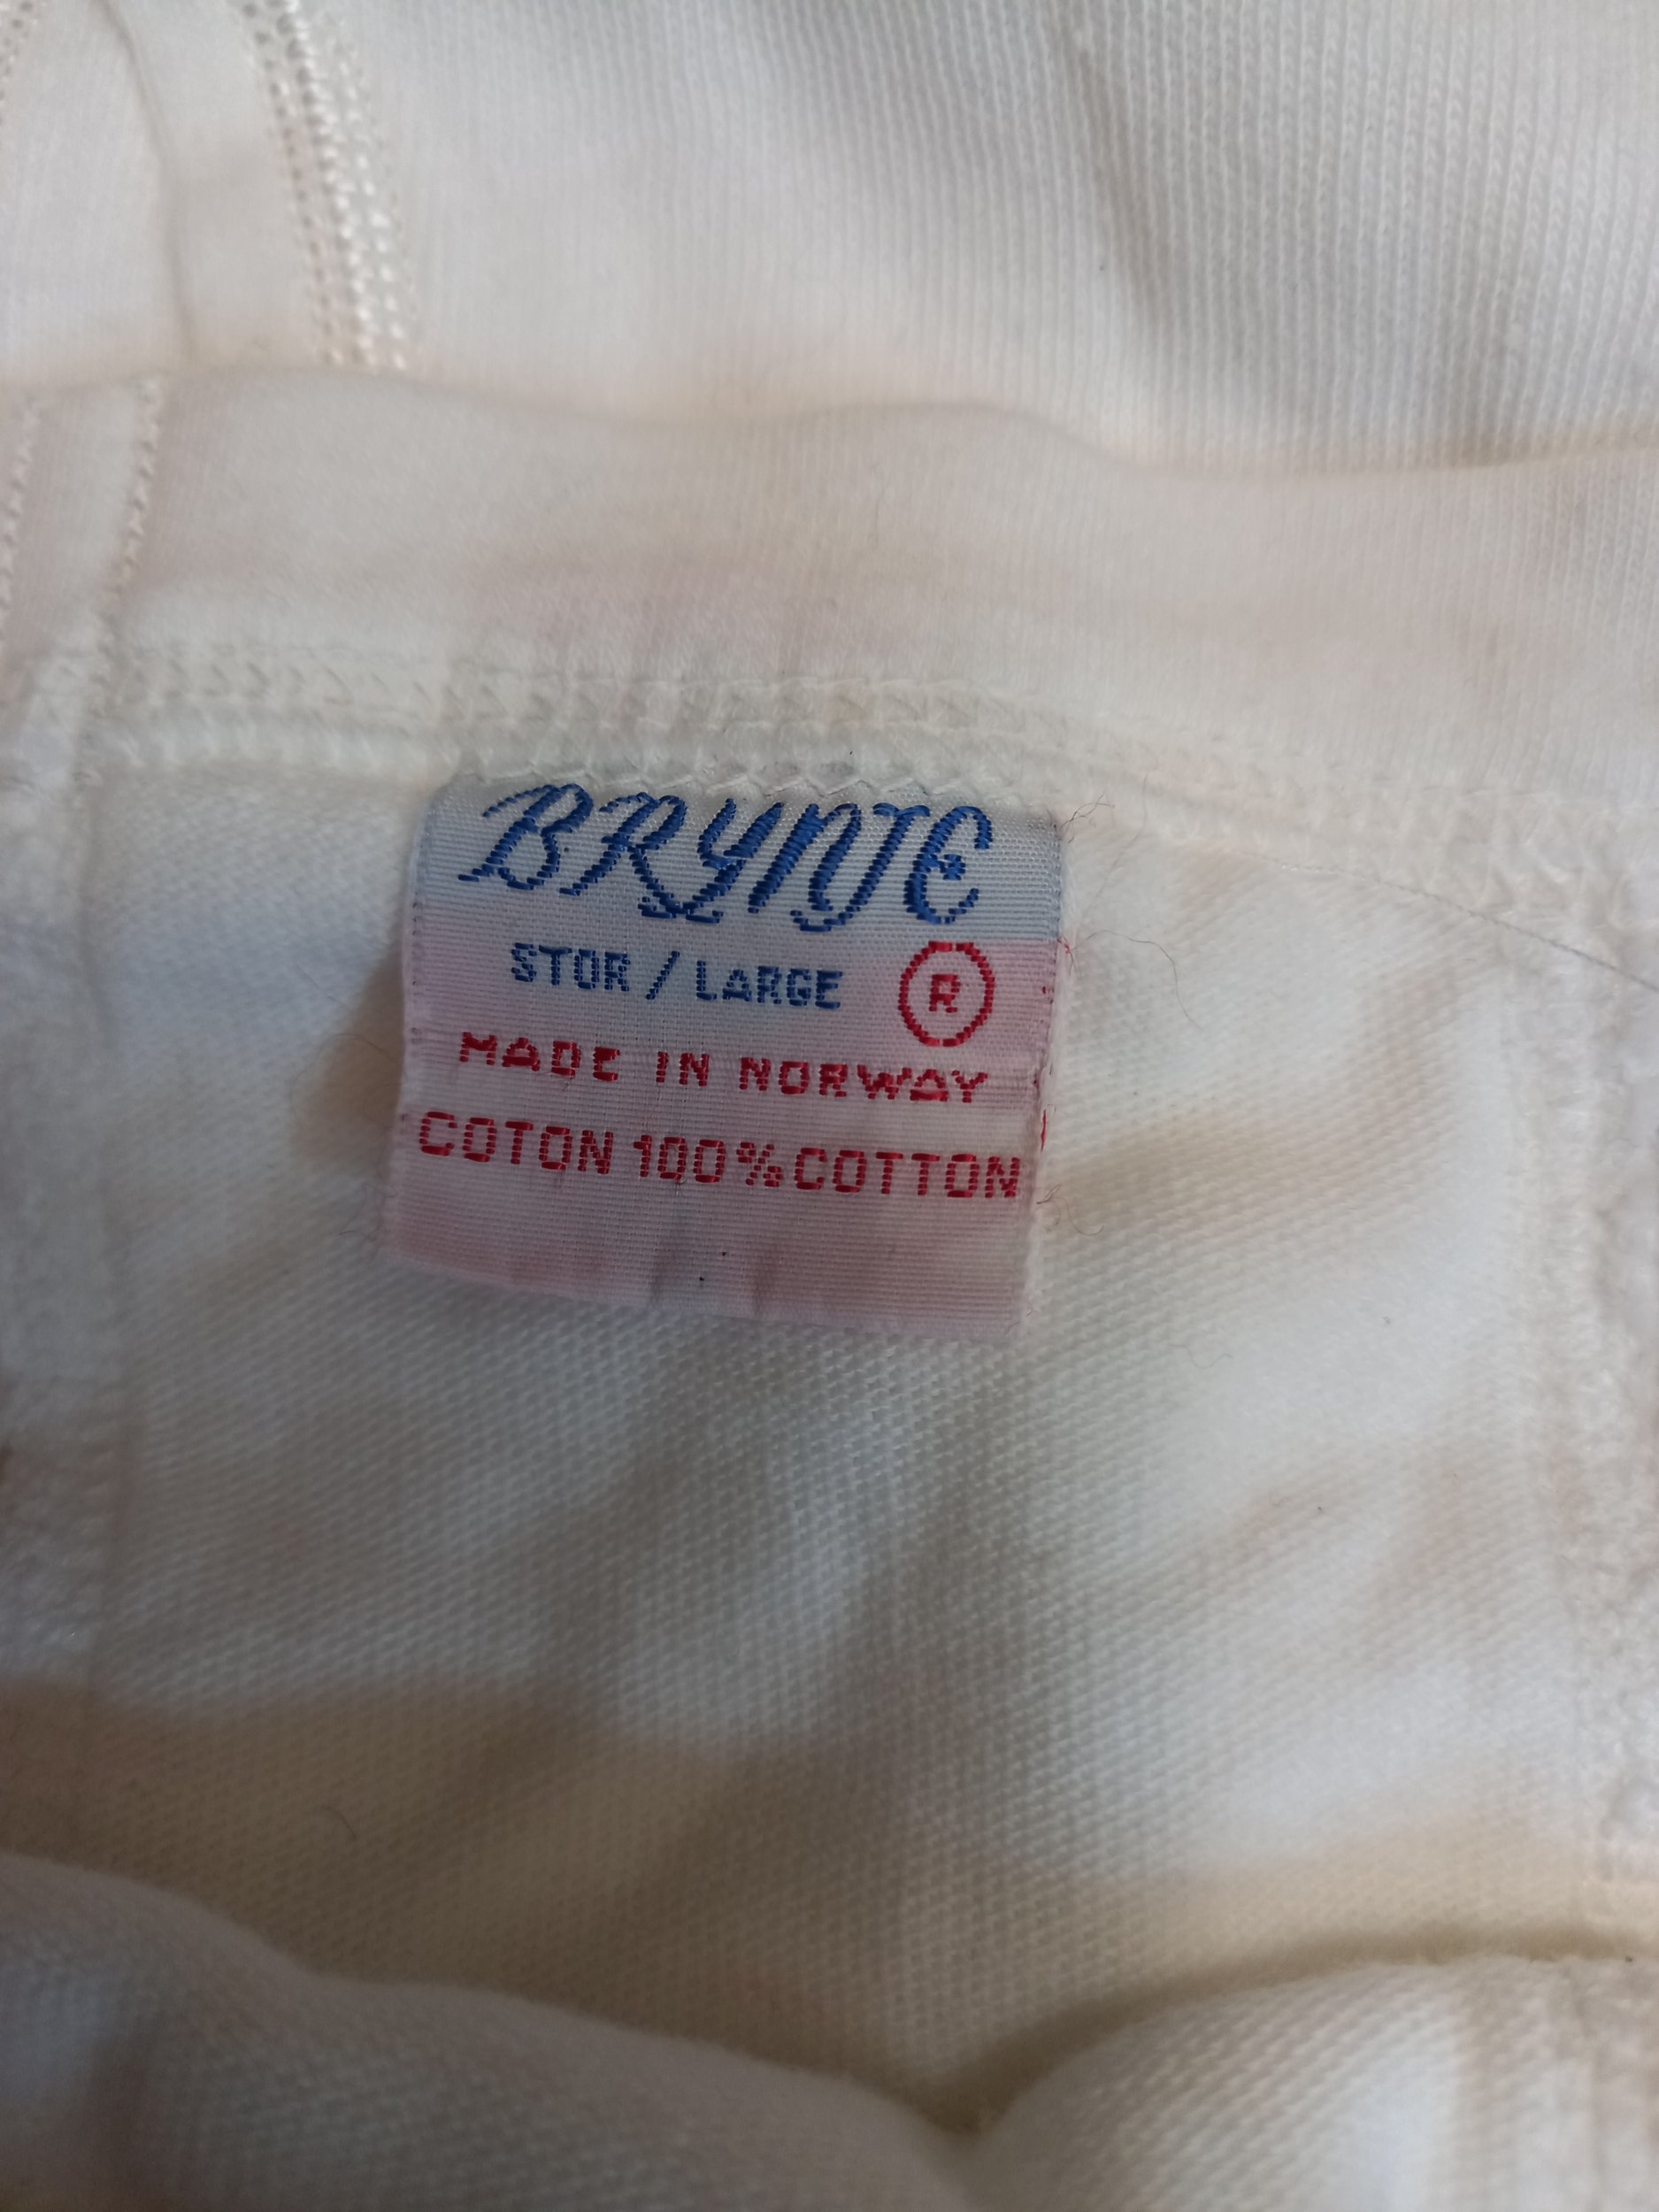 BRYNJE
STOR / LARGE ®
MADE IN NORWAY
COTON 100% COTTON